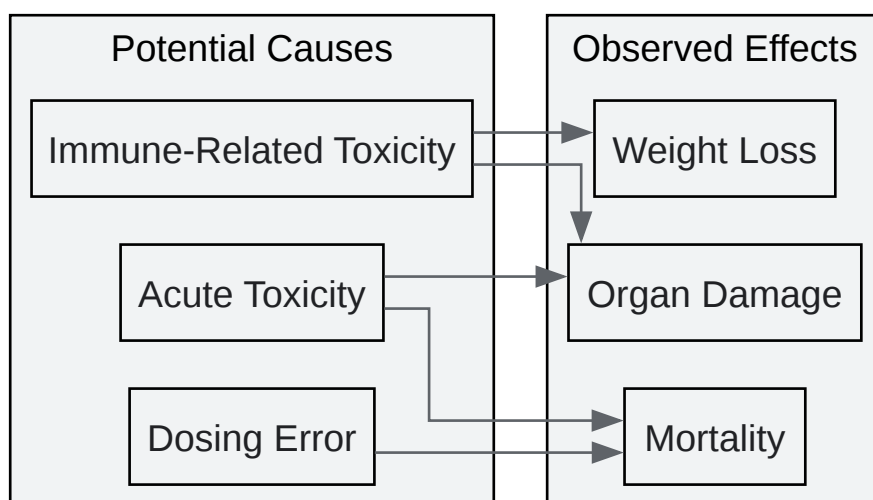 Potential Causes
Immune-Related Toxicity
Acute Toxicity
Dosing Error
Observed Effects
Weight Loss
Organ Damage
Mortality